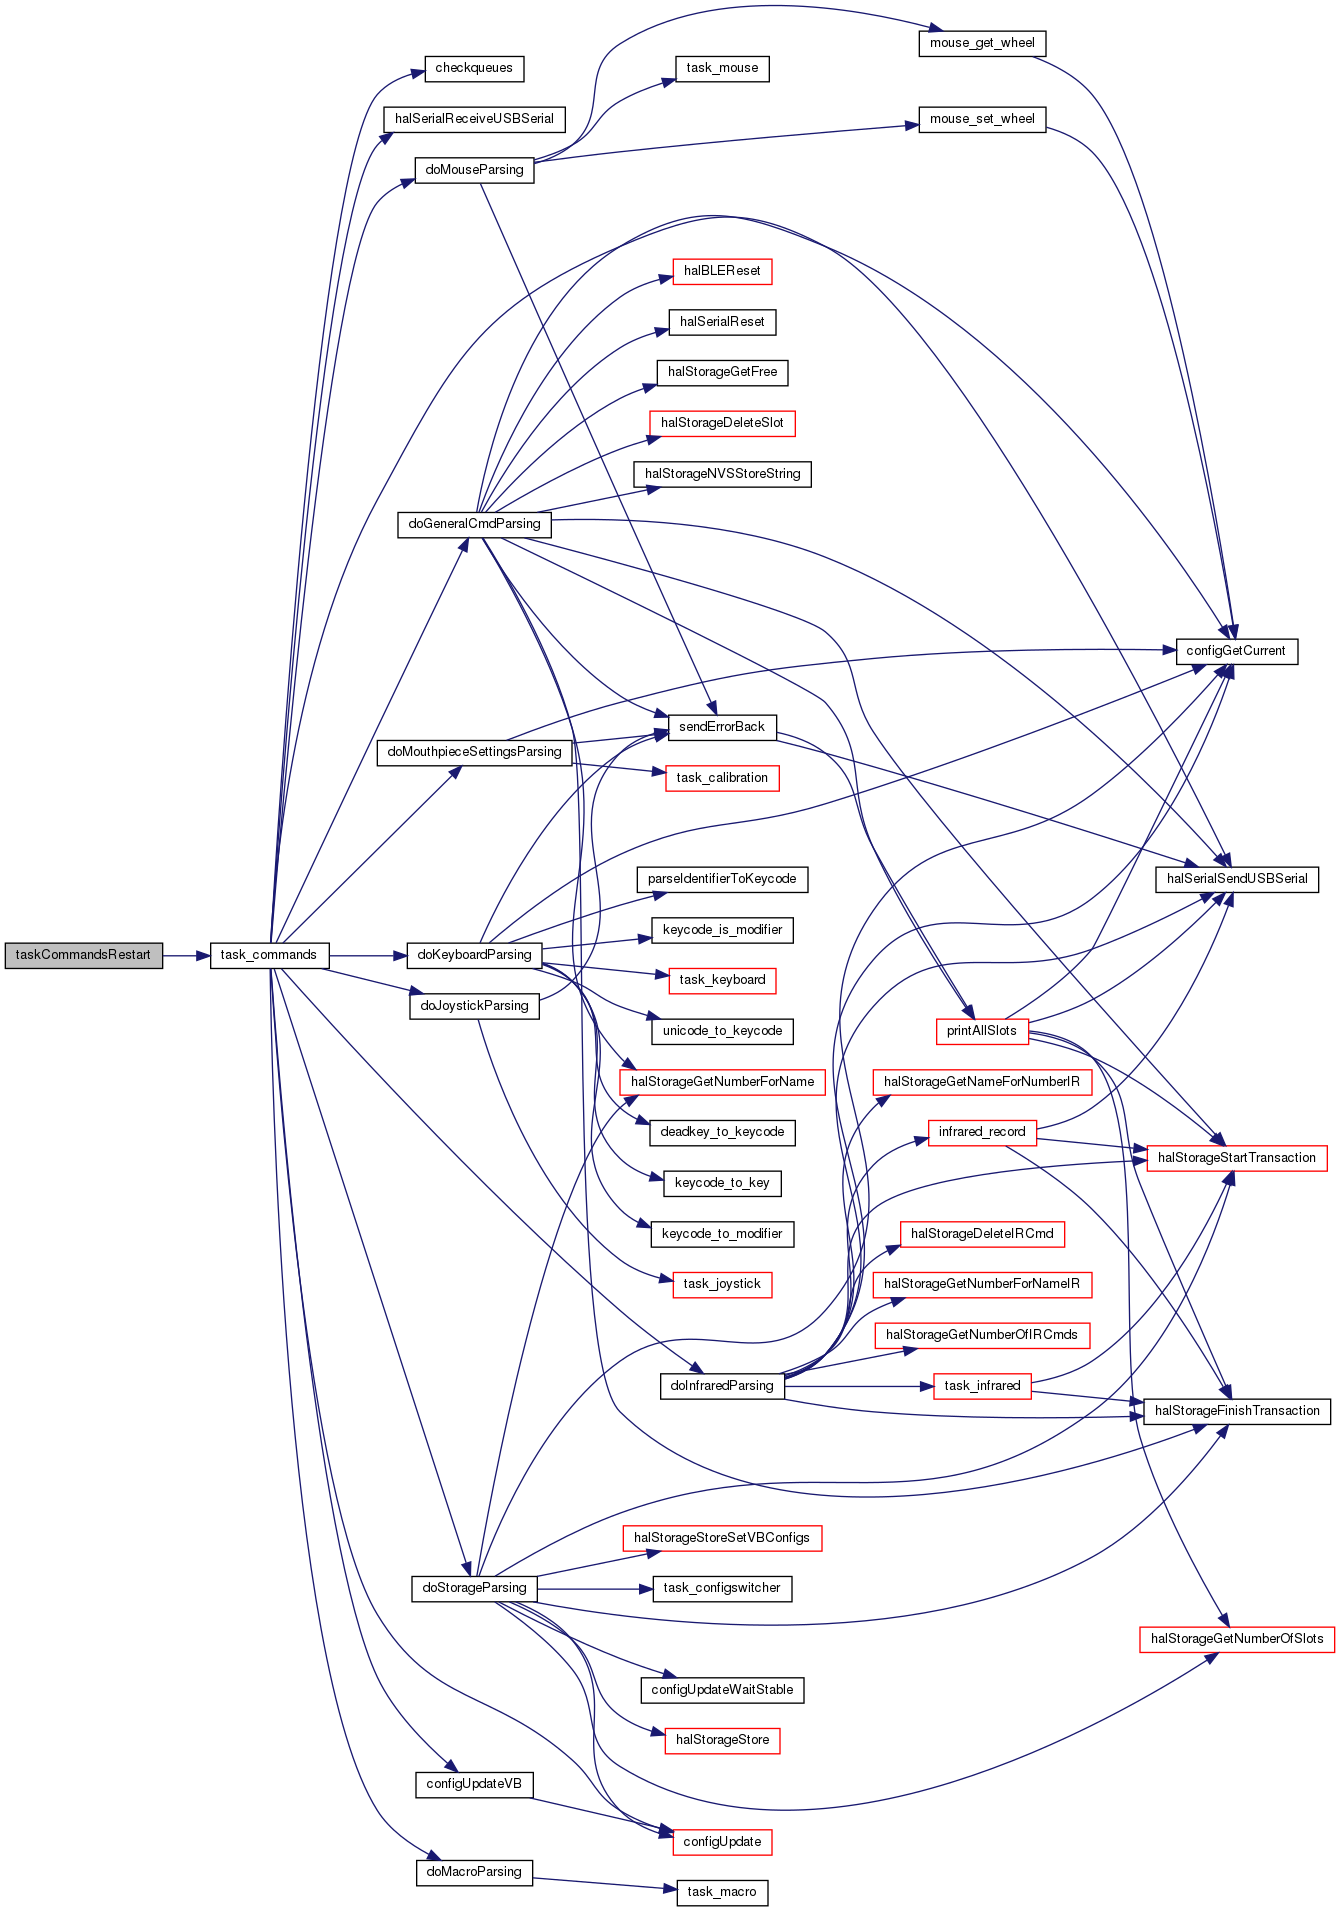 mouse_get_wheel
checkqueues
task_mouse
halSerialReceiveUSBSerial
mouse_set_wheel
doMouseParsing
halBLEReset
halSerialReset
halStorageGetFree
halStorageDeleteSlot
halStorageNVSStoreString
doGeneralCmdParsing
configGetCurrent
sendErrorBack
doMouthpieceSettingsParsing
task_calibration
parseIdentifierToKeycode
halSerialSendUSBSerial
keycode_is_modifier
taskCommandsRestart
task_commands
doKeyboardParsing
task_keyboard
doJoystickParsing
unicode_to_keycode
printAllSlots
halStorageGetNumberForName
halStorageGetNameForNumberIR
deadkey_to_keycode
infrared_record
halStorageStartTransaction
keycode_to_key
keycode_to_modifier
halStorageDeleteIRCmd
task_joystick
halStorageGetNumberForNameIR
halStorageGetNumberOfIRCmds
doInfraredParsing
task_infrared
halStorageFinishTransaction
halStorageStoreSetVBConfigs
doStorageParsing
task_configswitcher
halStorageGetNumberOfSlots
configUpdateWaitStable
halStorageStore
configUpdateVB
configUpdate
doMacroParsing
task_macro